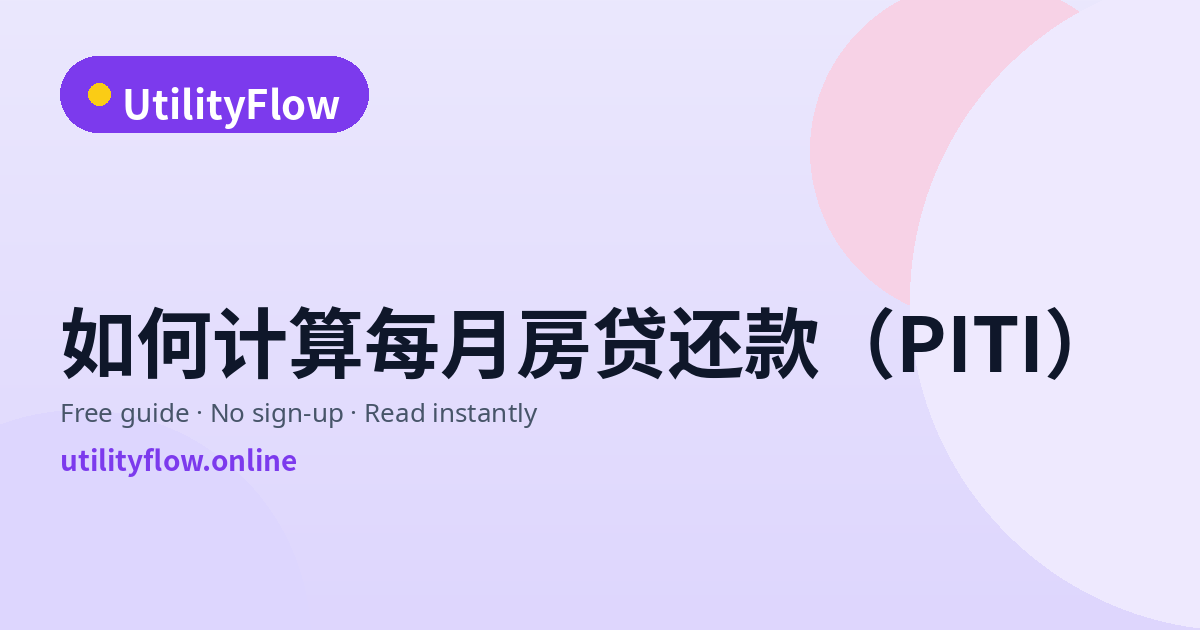 UtilityFlow
如何计算每月房贷还款（PITI）
Free guide · No sign-up · Read instantly
utilityflow.online